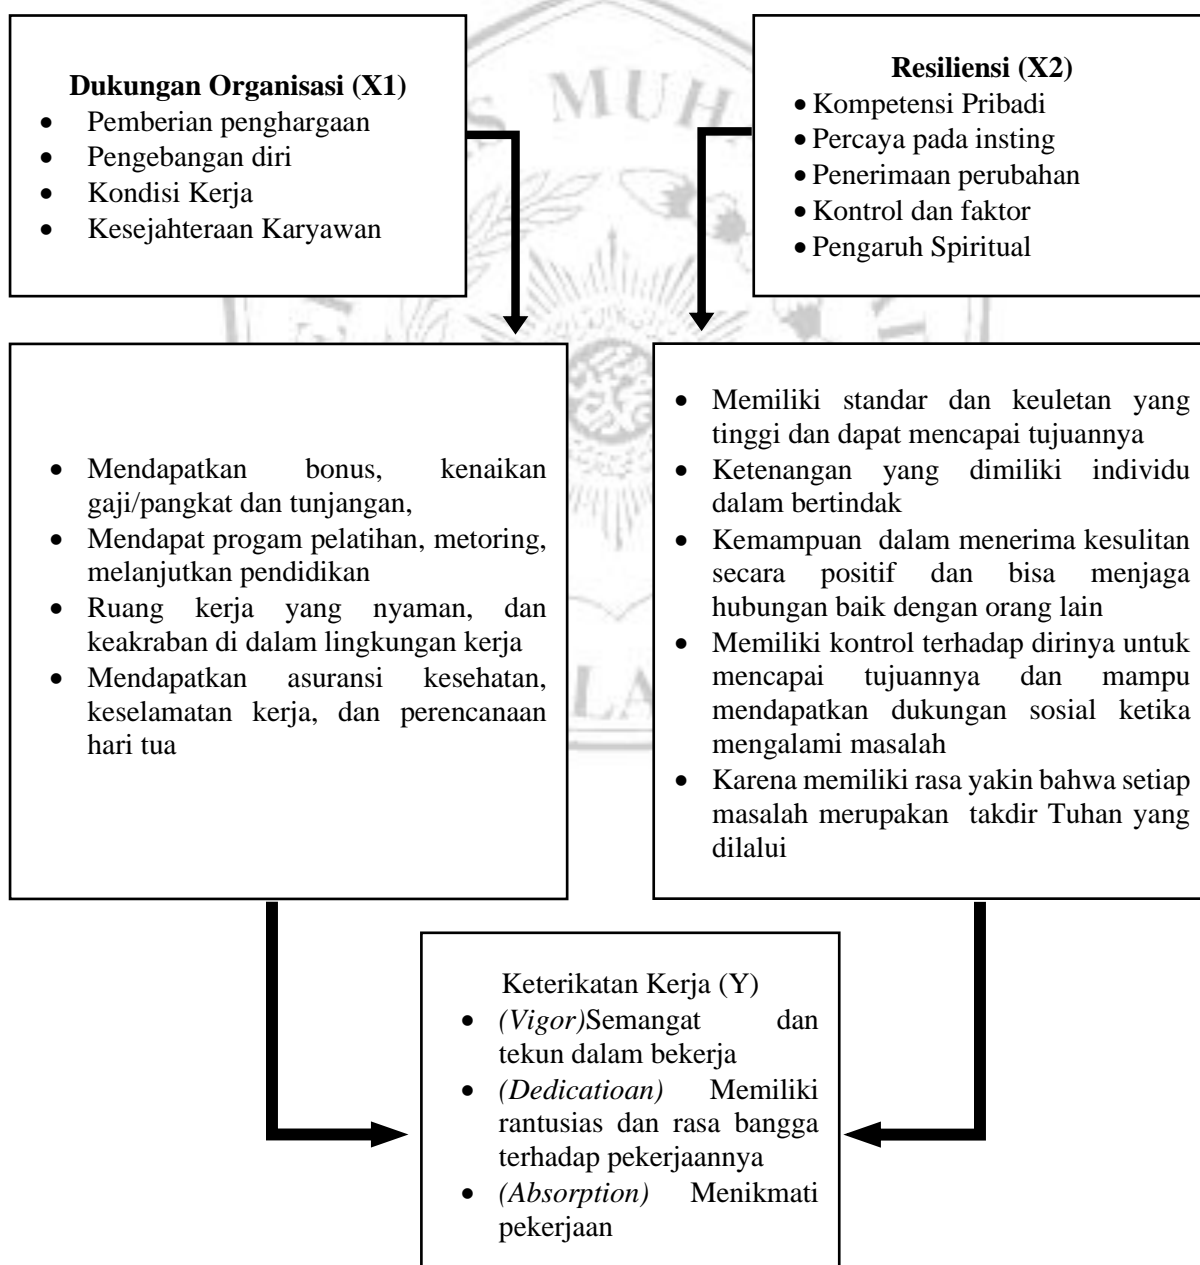 Dukungan Organisasi (X1)
• Pemberian penghargaan
• Pengebangan diri
• Kondisi Kerja
• Kesejahteraan Karyawan
Resiliensi (X2)
• Kompetensi Pribadi
• Percaya pada insting
• Penerimaan perubahan
• Kontrol dan faktor
• Pengaruh Spiritual
MUH
• Mendapatkan bonus, kenaikan
gaji/pangkat dan tunjangan,
• Mendapat progam pelatihan, metoring,
melanjutkan pendidikan
• Ruang kerja yang nyaman, dan
keakraban di dalam lingkungan kerja
• Mendapatkan asuransi kesehatan,
keselamatan kerja, dan perencanaan
hari tua
• Memiliki standar dan keuletan yang
tinggi dan dapat mencapai tujuannya
• Ketenangan yang dimiliki individu
dalam bertindak
• Kemampuan dalam menerima kesulitan
secara positif dan bisa menjaga
hubungan baik dengan orang lain
• Memiliki kontrol terhadap dirinya untuk
mencapai tujuannya dan mampu
mendapatkan dukungan sosial ketika
mengalami masalah
• Karena memiliki rasa yakin bahwa setiap
masalah merupakan takdir Tuhan yang
dilalui
LA
Keterikatan Kerja (Y)
• (Vigor)Semangat dan
tekun dalam bekerja
• (Dedicatioan) Memiliki
rantusias dan rasa bangga
terhadap pekerjaannya
• (Absorption) Menikmati
pekerjaan